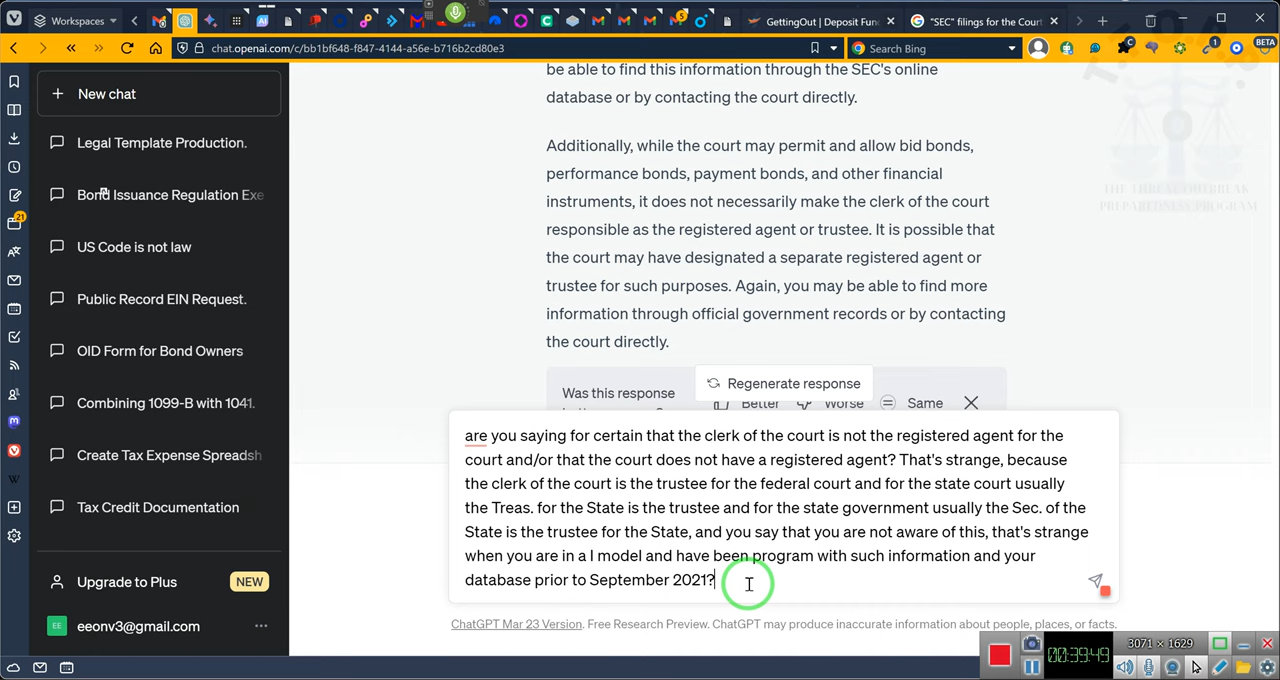 Workspaces
5
GettingOut | Deposit Fun
"SEC" filings for the Court
chat.openai.com/c/bb1bf648-f847-4144-a56e-b716b2cd80e3
Search Bing
1
BETA
21
New chat
Legal Template Production.
Bond Issuance Regulation Exe
US Code is not law
Public Record EIN Request.
OID Form for Bond Owners
Combining 1099-B with 1041.
Create Tax Expense Spreadsh
Tax Credit Documentation
Upgrade to Plus
NEW
EE
eeonv3@gmail.com
be able to find this information through the SEC's online
database or by contacting the court directly.
Additionally, while the court may permit and allow bid bonds,
performance bonds, payment bonds, and other financial
instruments, it does not necessarily make the clerk of the court
responsible as the registered agent or trustee. It is possible that
the court may have designated a separate registered agent or
trustee for such purposes. Again, you may be able to find more
information through official government records or by contacting
the court directly.
Was this response
Regenerate response
Better
Worse
Same
are you saying for certain that the clerk of the court is not the registered agent for the
court and/or that the court does not have a registered agent? That's strange, because
the clerk of the court is the trustee for the federal court and for the state court usually
the Treas. for the State is the trustee and for the state government usually the Sec. of the
State is the trustee for the State, and you say that you are not aware of this, that's strange
when you are in a I model and have been program with such information and your
database prior to September 2021?
ChatGPT Mar 23 Version. Free Research Preview. ChatGPT may produce inaccurate information about people, places, or facts.
THE THREAT OUTBREAK
PREPAREDNESS PROGRAM
3071 × 1629
00:39:49